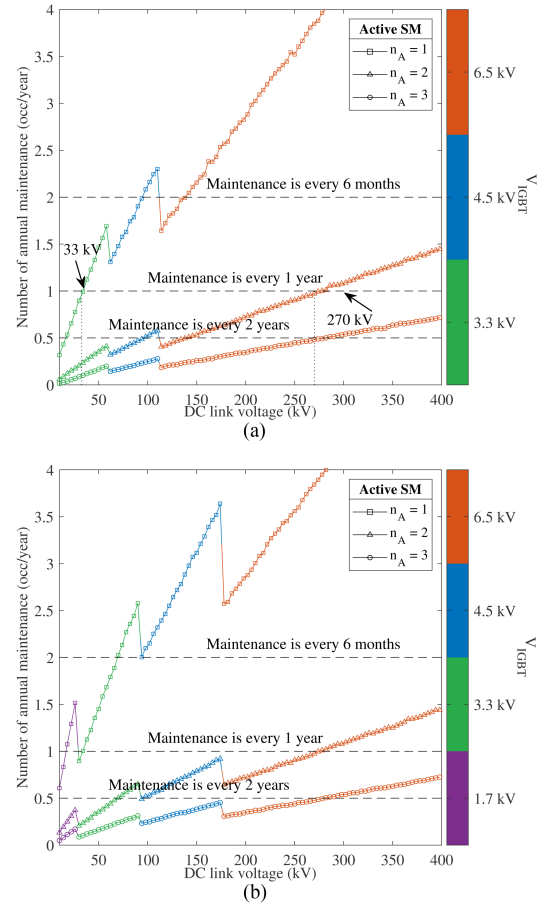 4
3.5
3
2.5
2
1.5
1
0.5
0
Number of annual maintenance (occ/year)
Active SM
n_A = 1
n_A = 2
n_A = 3
Maintenance is every 6 months
33 kV
Maintenance is every 1 year
Maintenance is every 2 years
270 kV
50 100 150 200 250 300 350 400
DC link voltage (kV)
6.5 kV
4.5 kV
3.3 kV
V_IGBT
(a)
4
3.5
3
2.5
2
1.5
1
0.5
0
Number of annual maintenance (occ/year)
Active SM
n_A = 1
n_A = 2
n_A = 3
Maintenance is every 6 months
Maintenance is every 1 year
Maintenance is every 2 years
50 100 150 200 250 300 350 400
DC link voltage (kV)
6.5 kV
4.5 kV
3.3 kV
1.7 kV
V_IGBT
(b)